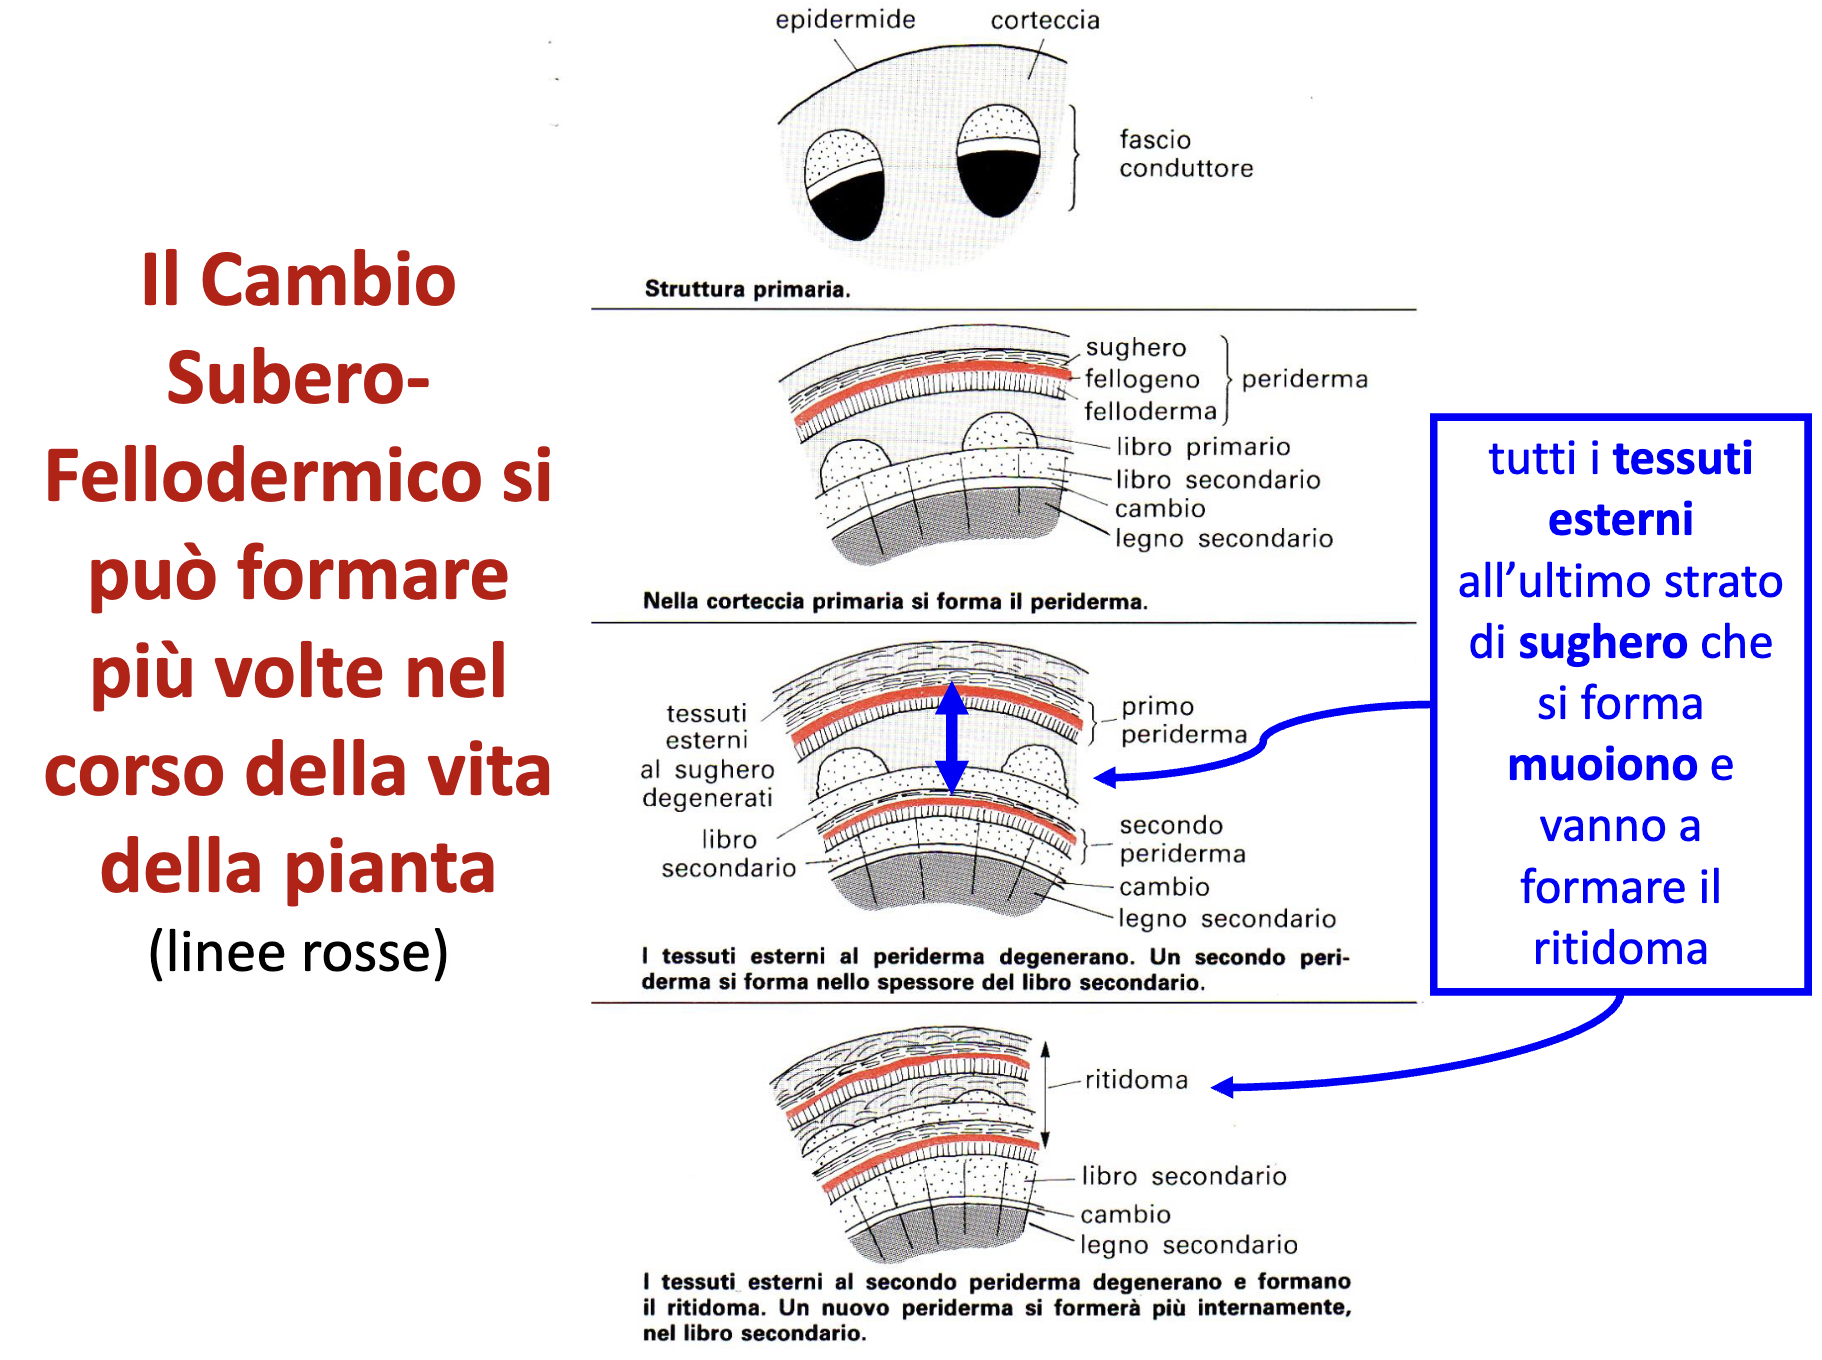 Il Cambio
Subero-
Fellodermico si
può formare
più volte nel
corso della vita
della pianta
(linee rosse)
epidermide
corteccia
fascio
conduttore
Struttura primaria.
sughero
fellogeno
felloderma
periderma
libro primario
libro secondario
cambio
legno secondario
Nella corteccia primaria si forma il periderma.
tessuti
esterni
al sughero
degenerati
libro
secondario
primo
periderma
secondo
periderma
cambio
legno secondario
I tessuti esterni al periderma degenerano. Un secondo peri-
derma si forma nello spessore del libro secondario.
ritidoma
libro secondario
cambio
legno secondario
I tessuti esterni al secondo periderma degenerano e formano
il ritidoma. Un nuovo periderma si formerà più internamente,
nel libro secondario.
tutti i tessuti
esterni
all’ultimo strato
di sughero che
si forma
muoiono e
vanno a
formare il
ritidoma